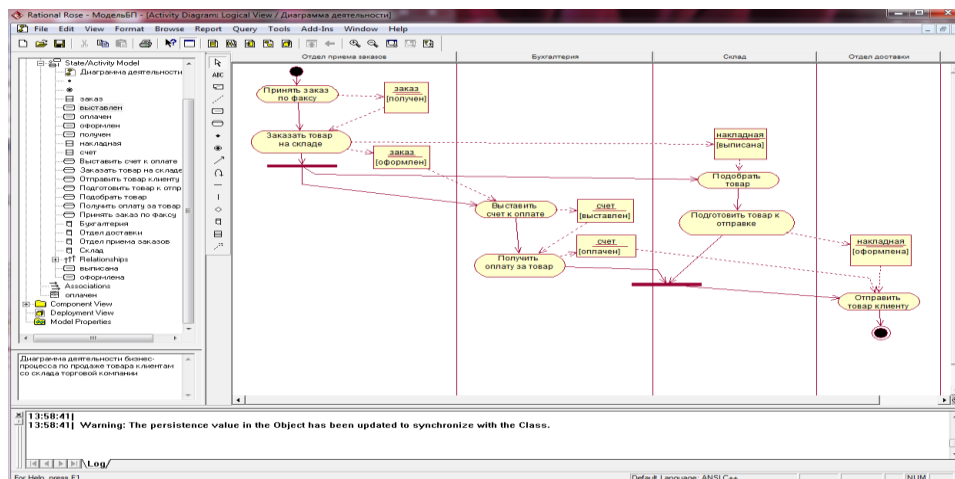 Rational Rose - МодельБП - [Activity Diagram: Logical View / Диаграмма деятельности]
File Edit View Format Browse Report Query Tools Add-Ins Window Help
State/Activity Model
Диаграмма деятельности
заказ
выставлен
оплачен
оформлен
получен
накладная
счет
Выставить счет к оплате
Заказать товар на складе
Отправить товар клиенту
Подготовить товар к отпр
Подобрать товар
Получить оплату за товар
Принять заказ по факсу
Бухгалтерия
Отдел доставки
Отдел приема заказов
Склад
Relationships
выписана
оформлена
Associations
оплачен
Component View
Deployment View
Model Properties
Диаграмма деятельности бизнес-
процесса по продаже товара клиентам
со склада торговой компании
ABC
Отдел приема заказов
Бухгалтерия
Склад
Отдел доставки
Принять заказ
по факсу
заказ
[получен]
Заказать товар
на складе
заказ
[оформлен]
накладная
[выписана]
Подобрать
товар
Выставить
счет к оплате
счет
[выставлен]
Подготовить товар к
отправке
счет
[оплачен]
накладная
[оформлена]
Получить
оплату за товар
Отправить
товар клиенту
13:58:41|
13:58:41| Warning: The persistence value in the Object has been updated to synchronize with the Class.
Log
For Help, press F1
Default Language: ANSI C++
NUM